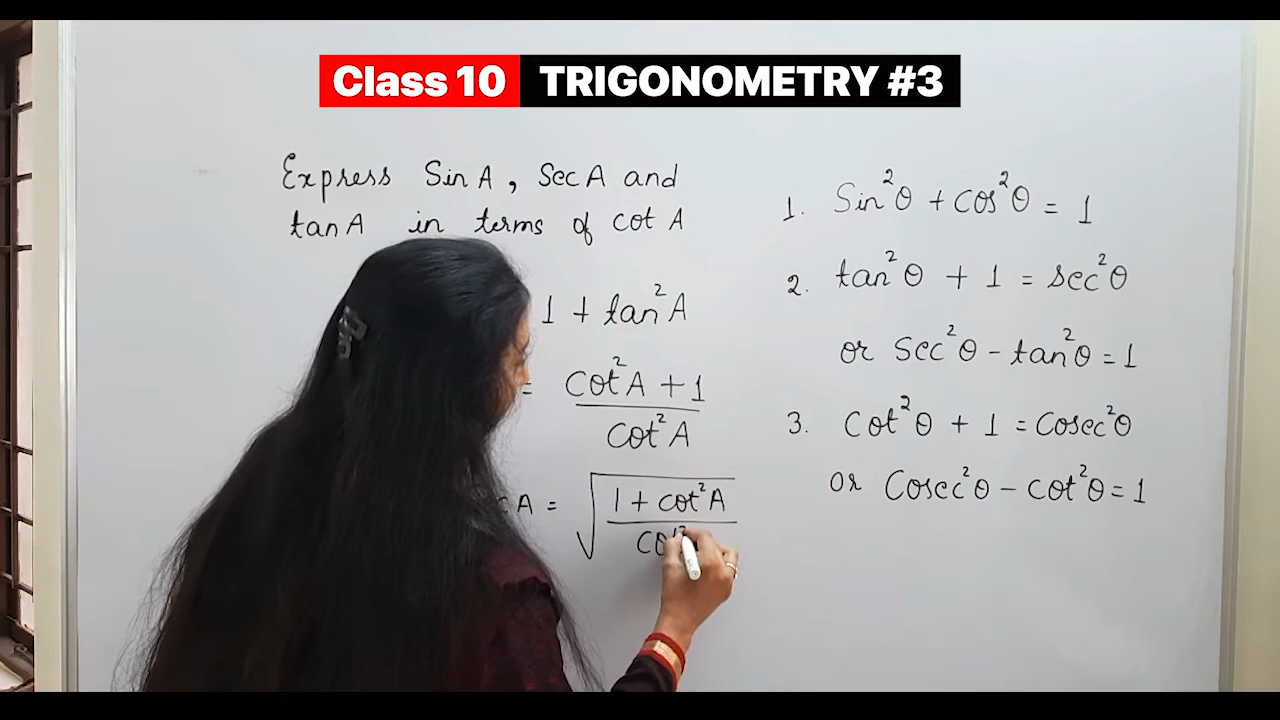 Class 10 TRIGONOMETRY #3
Express Sin A, Sec A and
tan A in terms of cot A
1 + tan²A
= cot²A + 1
cot²A
A = √1 + cot²A
1. Sin²θ + cos²θ = 1
2. tan²θ + 1 = sec²θ
or sec²θ - tan²θ = 1
3. cot²θ + 1 = cosec²θ
or cosec²θ - cot²θ = 1